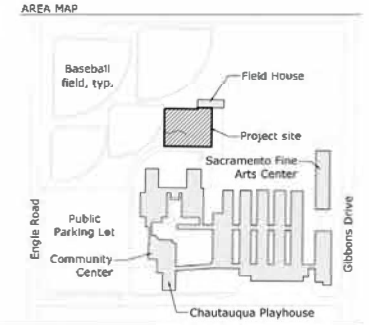 AREA MAP
Baseball
field, typ.
Field House
Project site
Sacramento Fine
Arts Center
Engle Road
Public
Parking Lot
Gibbons Drive
Community
Center
Chautauqua Playhouse